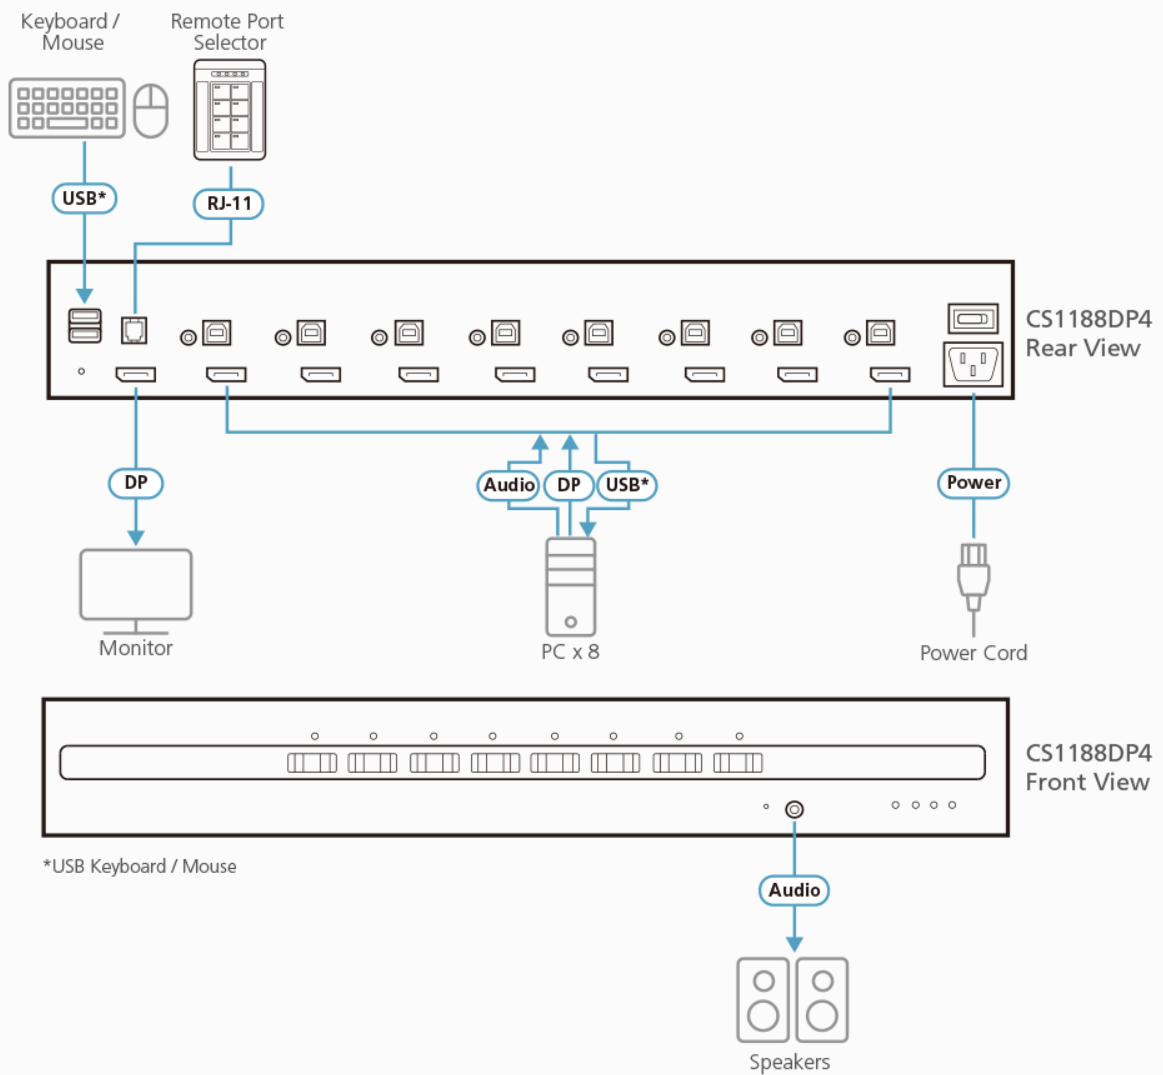 Keyboard /
Mouse
Remote Port
Selector
USB*
RJ-11
CS1188DP4
Rear View
DP
Audio
DP
USB*
Power
Monitor
PC x 8
Power Cord
CS1188DP4
Front View
*USB Keyboard / Mouse
Audio
Speakers